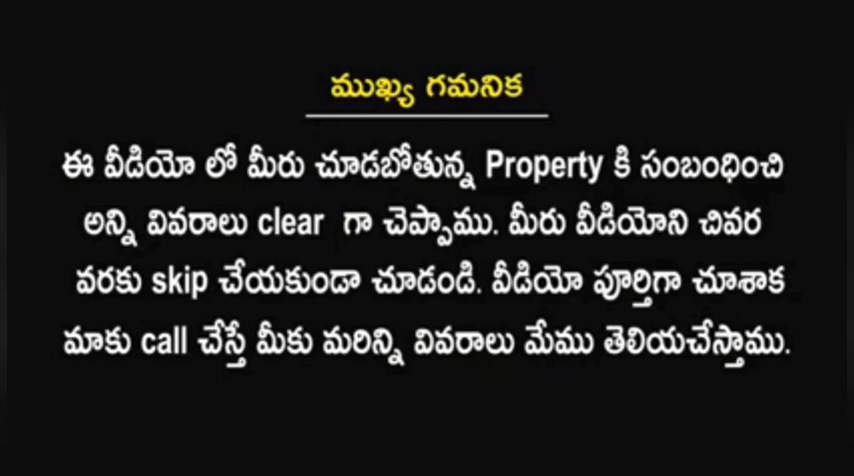 ముఖ్య గమనిక
ఈ వీడియో లో మీరు చూడబోతున్న Property కి సంబంధించి
అన్ని వివరాలు clear గా చెప్పాము. మీరు వీడియోని చివర
వరకు skip చేయకుండా చూడండి. వీడియో పూర్తిగా చూశాక
మాకు call చేస్తే మీకు మరిన్ని వివరాలు మేము తెలియచేస్తాము.